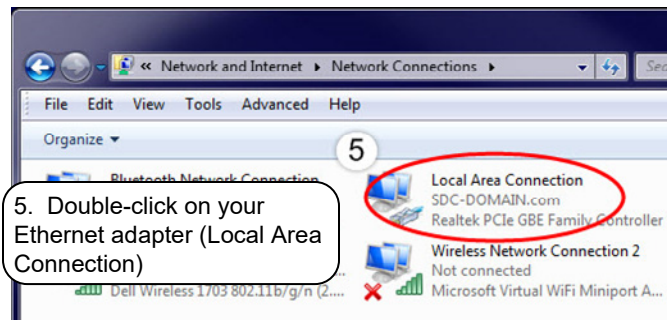 « Network and Internet ▸ Network Connections ▸
File Edit View Tools Advanced Help
Organize ▼
5
Bluetooth Network Connection
Local Area Connection
SDC-DOMAIN.com
Realtek PCIe GBE Family Controller
5. Double-click on your
Ethernet adapter (Local Area
Connection)
Wireless Network Connection 2
Not connected
Dell Wireless 1703 802.11b/g/n (2....
Microsoft Virtual WiFi Miniport A...